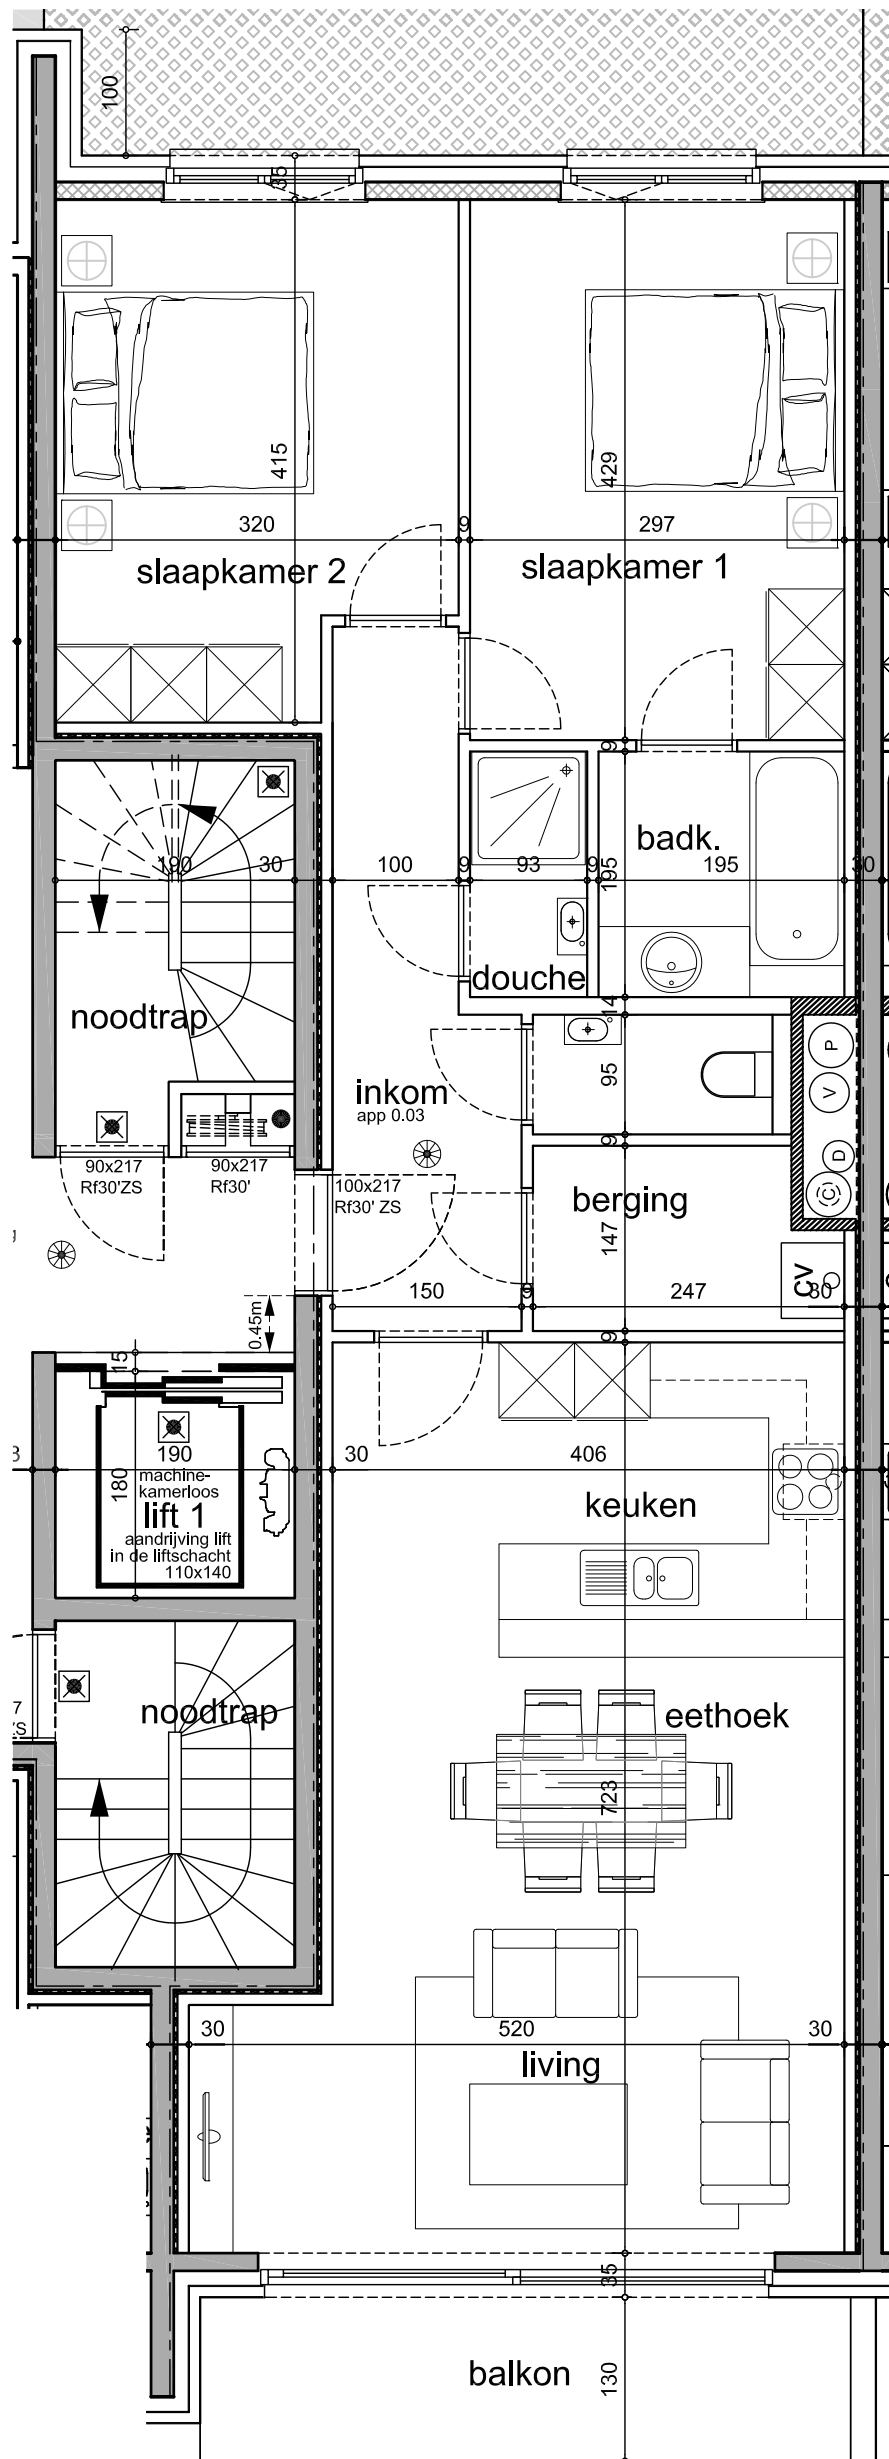 100
35
415
429
320
9
297
slaapkamer 2
slaapkamer 1
9
190
30
100
9
93
9
195
195
30
badk.
douche
noodtrap
14
inkom
app 0.03
95
P
V
D
C
9
90x217
Rf30'ZS
90x217
Rf30'
100x217
Rf30' ZS
berging
147
150
9
247
30
CV
0.45m
9
15
190
30
406
180
machine-
kamerloos
lift 1
aandrijving lift
in de liftschacht
110x140
keuken
noodtrap
eethoek
723
30
520
30
living
35
balkon
130